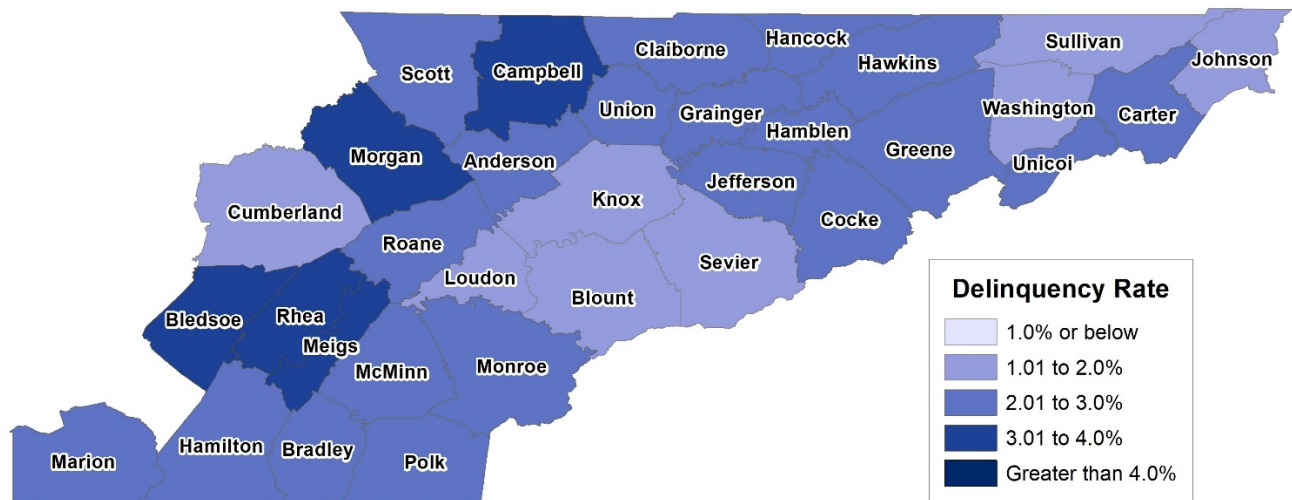 Hancock
Sullivan
Claiborne
Johnson
Hawkins
Scott
Campbell
Washington
Union
Grainger
Carter
Hamblen
Greene
Morgan
Anderson
Unicoi
Jefferson
Knox
Cumberland
Cocke
Roane
Sevier
Loudon
Blount
Rhea
Bledsoe
Meigs
Monroe
McMinn
Hamilton
Bradley
Marion
Polk
Delinquency Rate
1.0% or below
1.01 to 2.0%
2.01 to 3.0%
3.01 to 4.0%
Greater than 4.0%